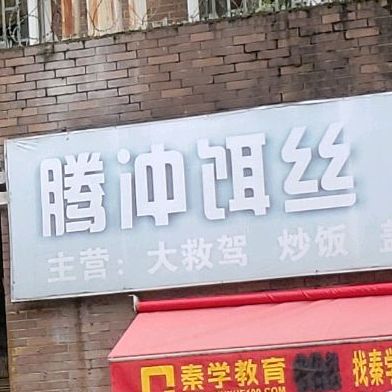 腾冲饵丝
主营：大救驾 炒饭
秦学教育
找秦学